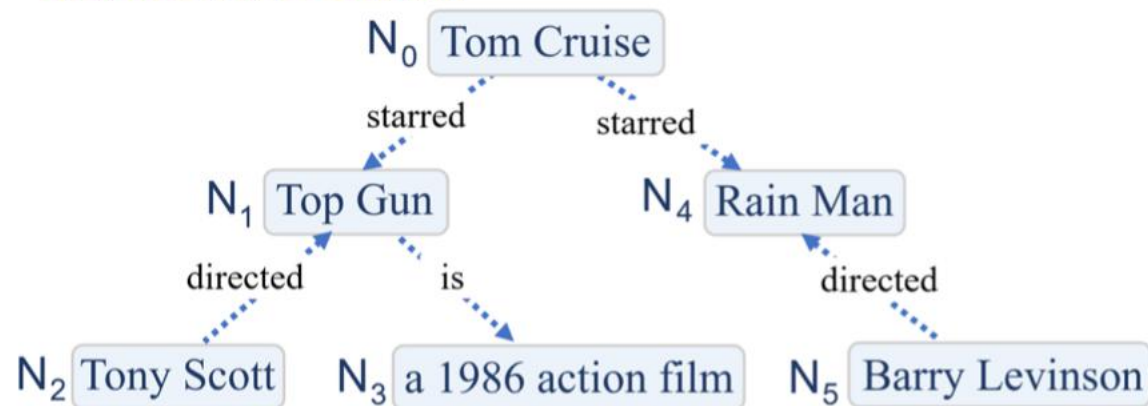 N0 Tom Cruise
starred starred
N1 Top Gun N4 Rain Man
directed is directed
N2 Tony Scott N3 a 1986 action film N5 Barry Levinson